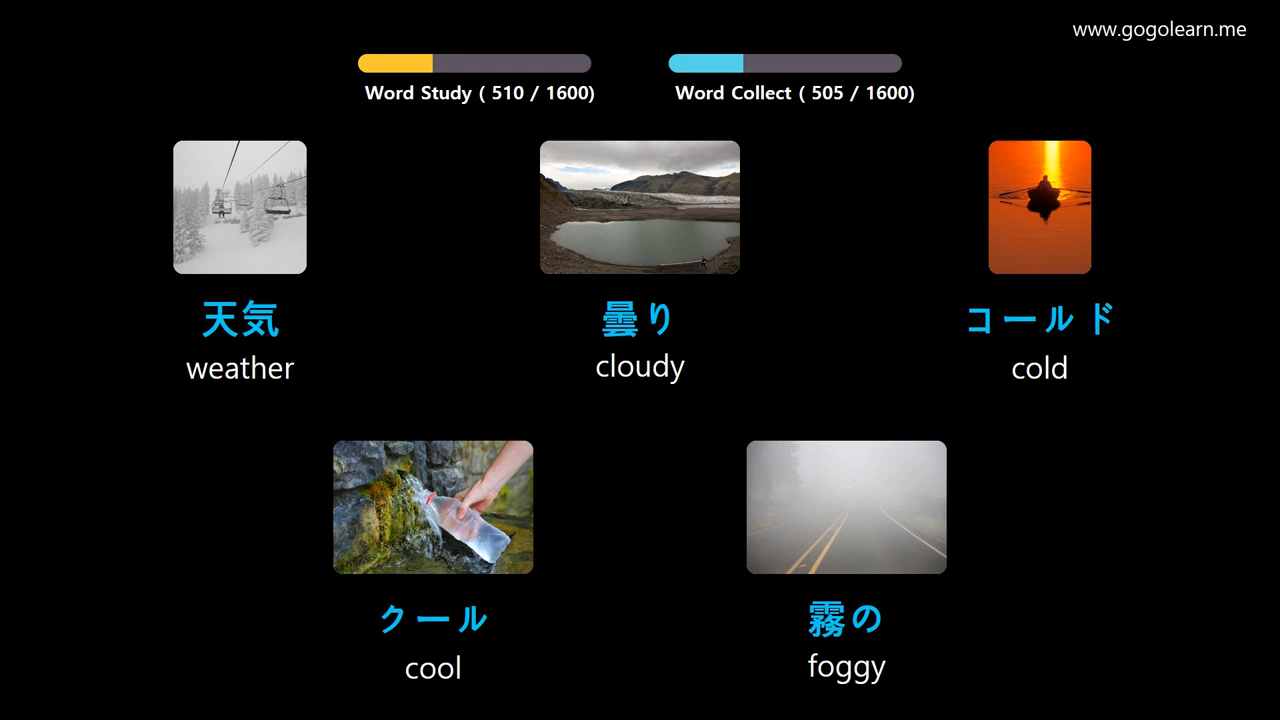 www.gogolearn.me
Word Study ( 510 / 1600)
Word Collect ( 505 / 1600)
天気
weather
曇り
cloudy
コールド
cold
クール
cool
霧の
foggy